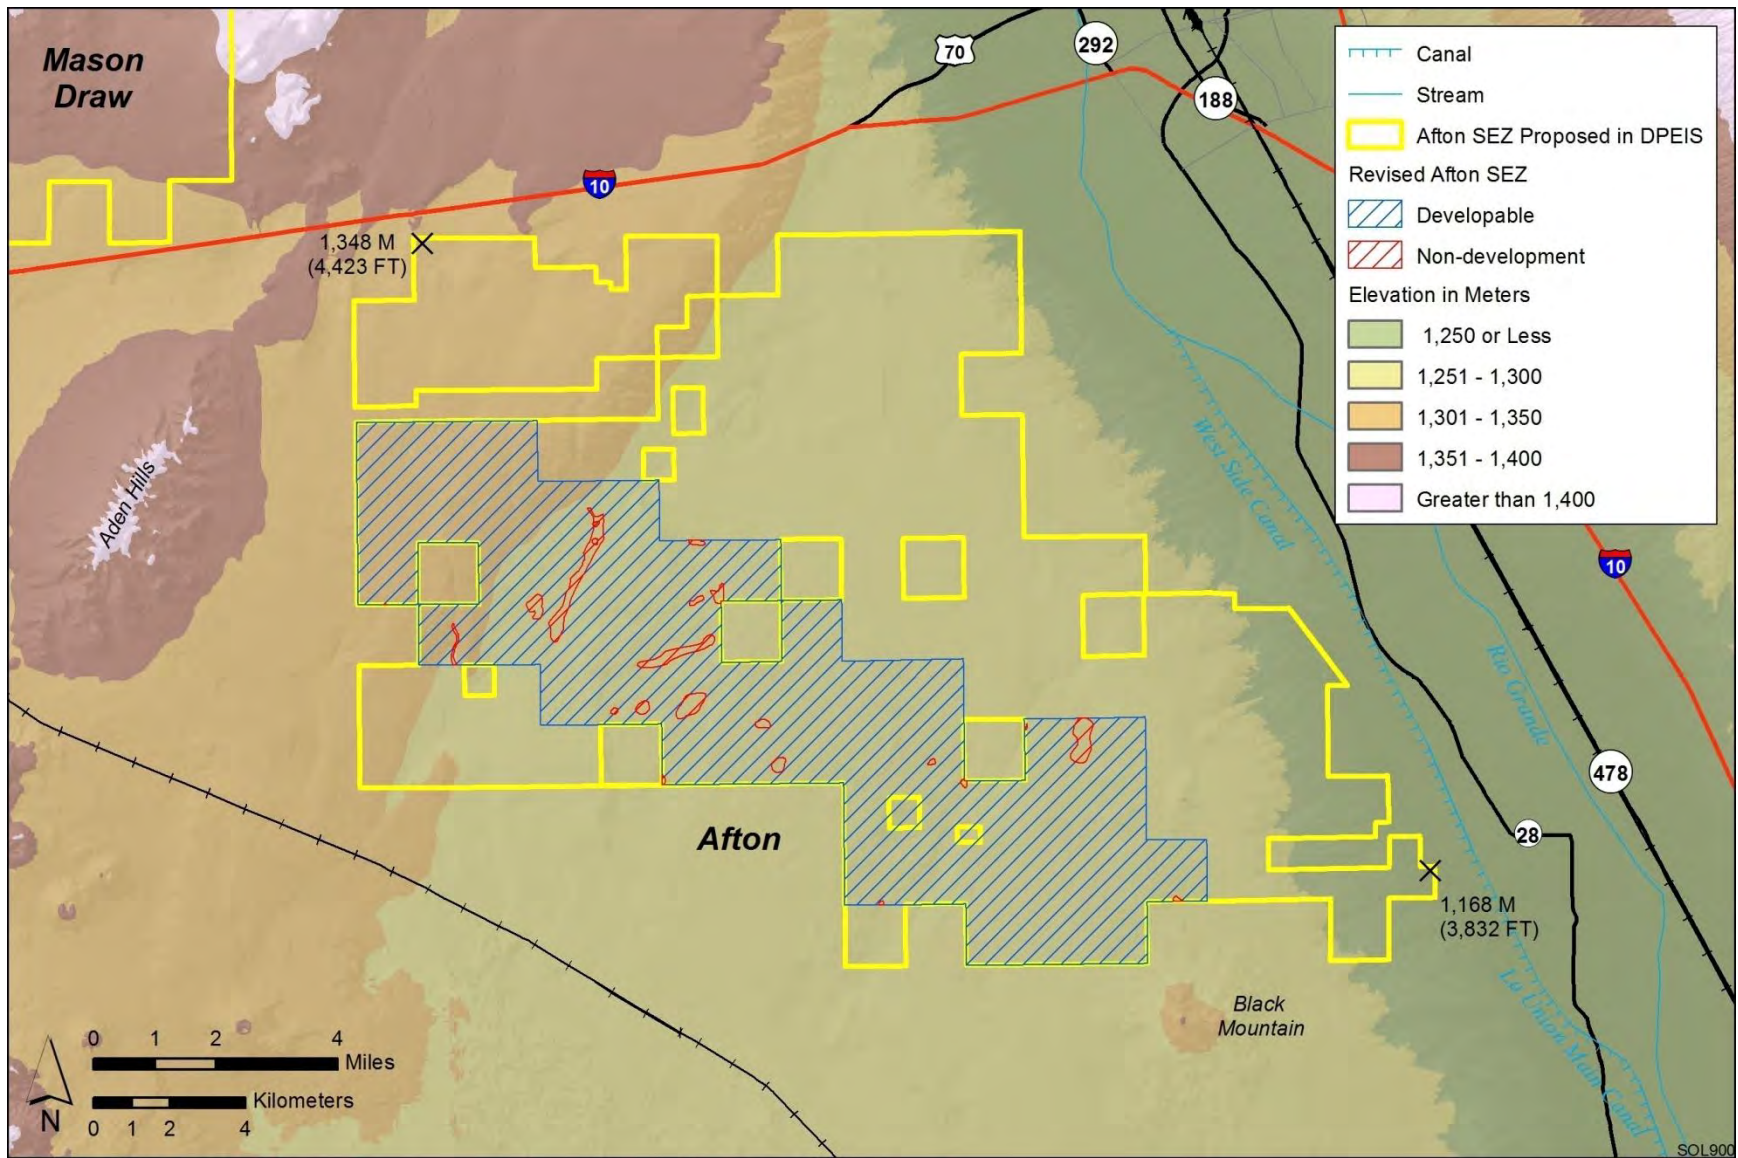 Mason
Draw
70
292
188
10
Canal
Stream
Afton SEZ Proposed in DPEIS
Revised Afton SEZ
Developable
Non-development
Elevation in Meters
1,250 or Less
1,251 - 1,300
1,301 - 1,350
1,351 - 1,400
Greater than 1,400
1,348 M
(4,423 FT)
Aden Hills
West Side Canal
10
Rio Grande
478
28
Afton
1,168 M
(3,832 FT)
La Union Main Canal
Black
Mountain
0 1 2 4
Miles
Kilometers
0 1 2 4
N
SOL900